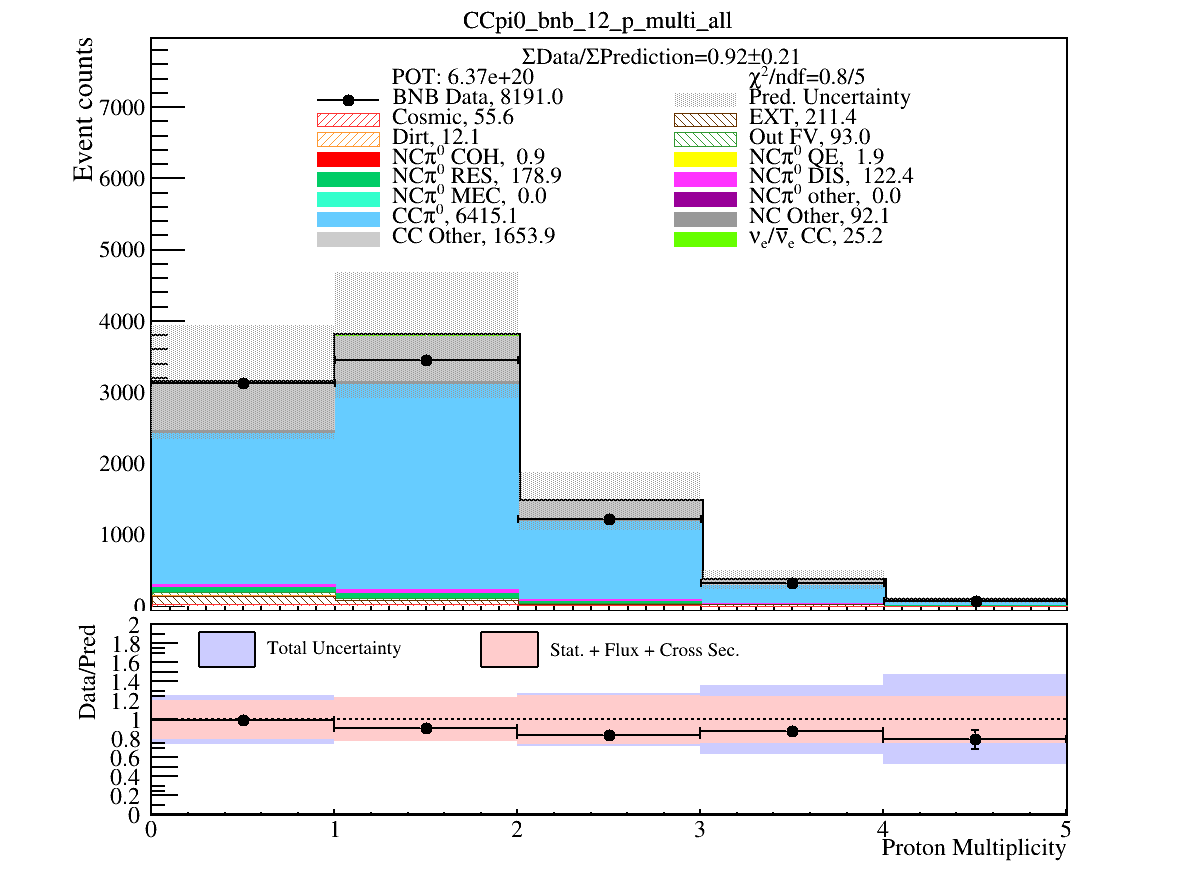 CCpi0_bnb_12_p_multi_all
ΣData/ΣPrediction=0.92±0.21
POT: 6.37e+20 χ²/ndf=0.8/5
BNB Data, 8191.0 Pred. Uncertainty
Cosmic, 55.6 EXT, 211.4
Dirt, 12.1 Out FV, 93.0
NCπ⁰ COH, 0.9 NCπ⁰ QE, 1.9
NCπ⁰ RES, 178.9 NCπ⁰ DIS, 122.4
NCπ⁰ MEC, 0.0 NCπ⁰ other, 0.0
CCπ⁰, 6415.1 NC Other, 92.1
CC Other, 1653.9 νₑ/ν̅ₑ CC, 25.2
Event counts
7000
6000
5000
4000
3000
2000
1000
0
Data/Pred
Total Uncertainty Stat. + Flux + Cross Sec.
2
1.8
1.6
1.4
1.2
1
0.8
0.6
0.4
0.2
0
0 1 2 3 4 5
Proton Multiplicity